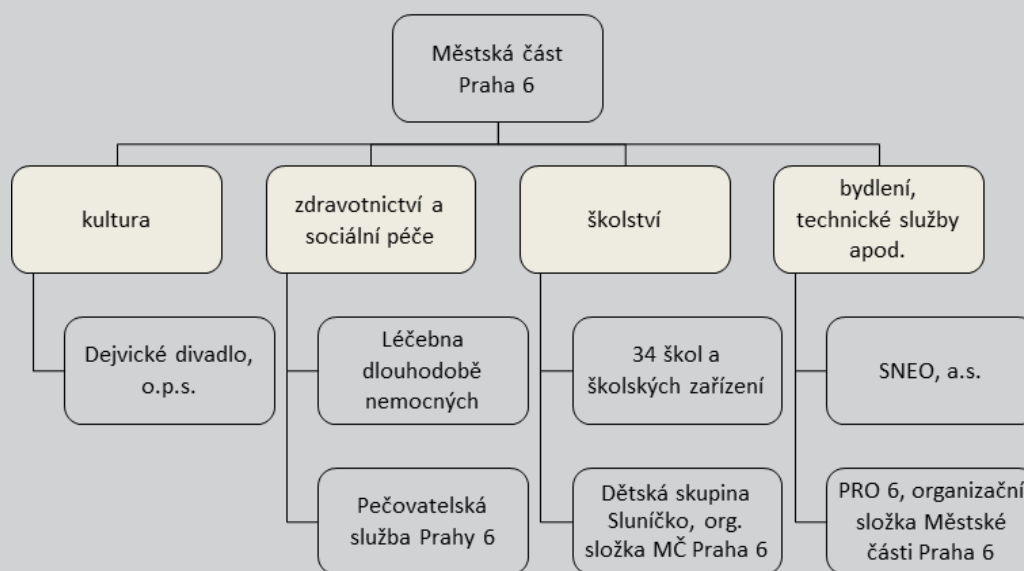 Městská část
Praha 6
kultura
zdravotnictví a
sociální péče
školství
bydlení,
technické služby
apod.
Dejvické divadlo,
o.p.s.
Léčebna
dlouhodobě
nemocných
34 škol a
školských zařízení
SNEO, a.s.
Pečovatelská
služba Prahy 6
Dětská skupina
Sluníčko, org.
složka MČ Praha 6
PRO 6, organizační
složka Městské
části Praha 6